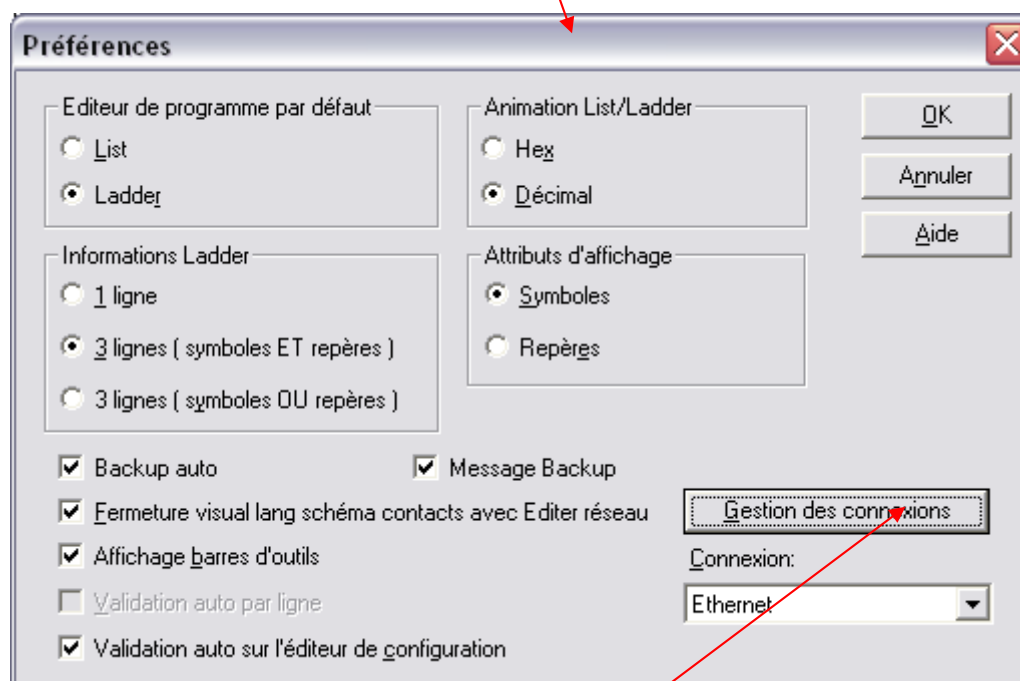 Préférences
Editeur de programme par défaut
List
Ladder
Animation List/Ladder
Hex
Décimal
OK
Annuler
Aide
Informations Ladder
1 ligne
3 lignes ( symboles ET repères )
3 lignes ( symboles OU repères )
Attributs d'affichage
Symboles
Repères
Backup auto
Message Backup
Fermeture visual lang schéma contacts avec Editer réseau
Gestion des connexions
Affichage barres d'outils
Connexion:
Validation auto par ligne
Ethernet
Validation auto sur l'éditeur de configuration